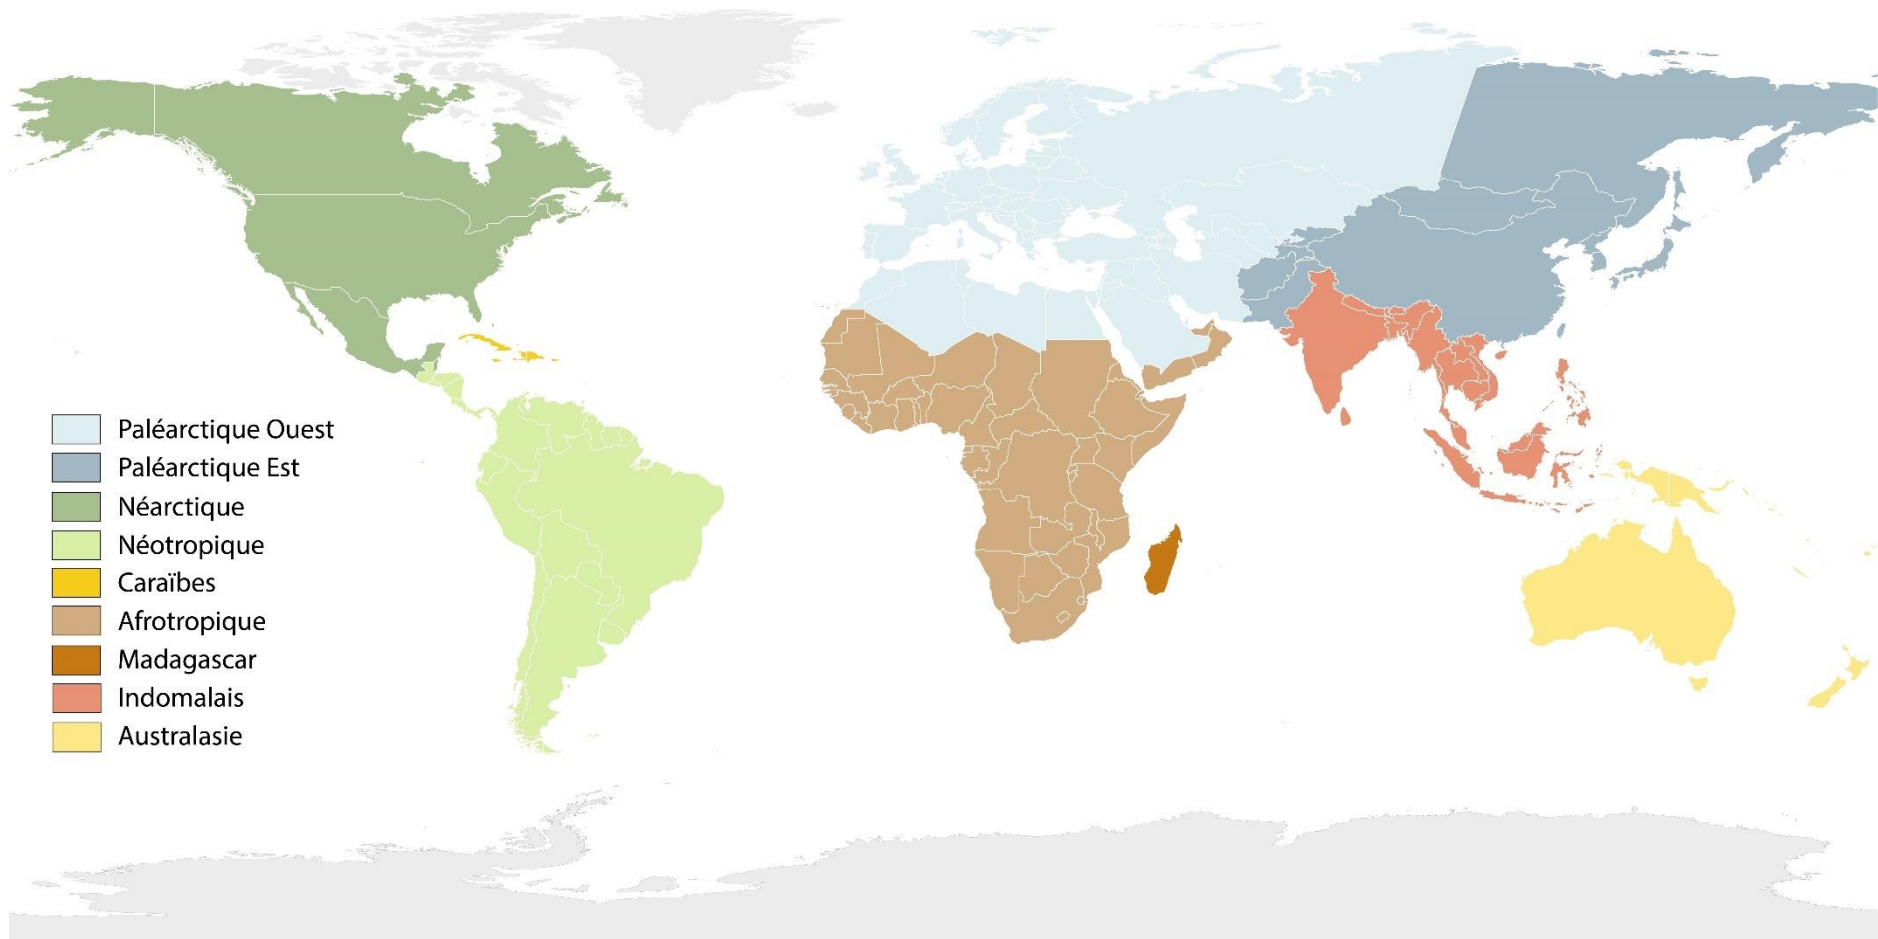 Paléarctique Ouest
Paléarctique Est
Néarctique
Néotropique
Caraïbes
Afrotropique
Madagascar
Indomalais
Australasie